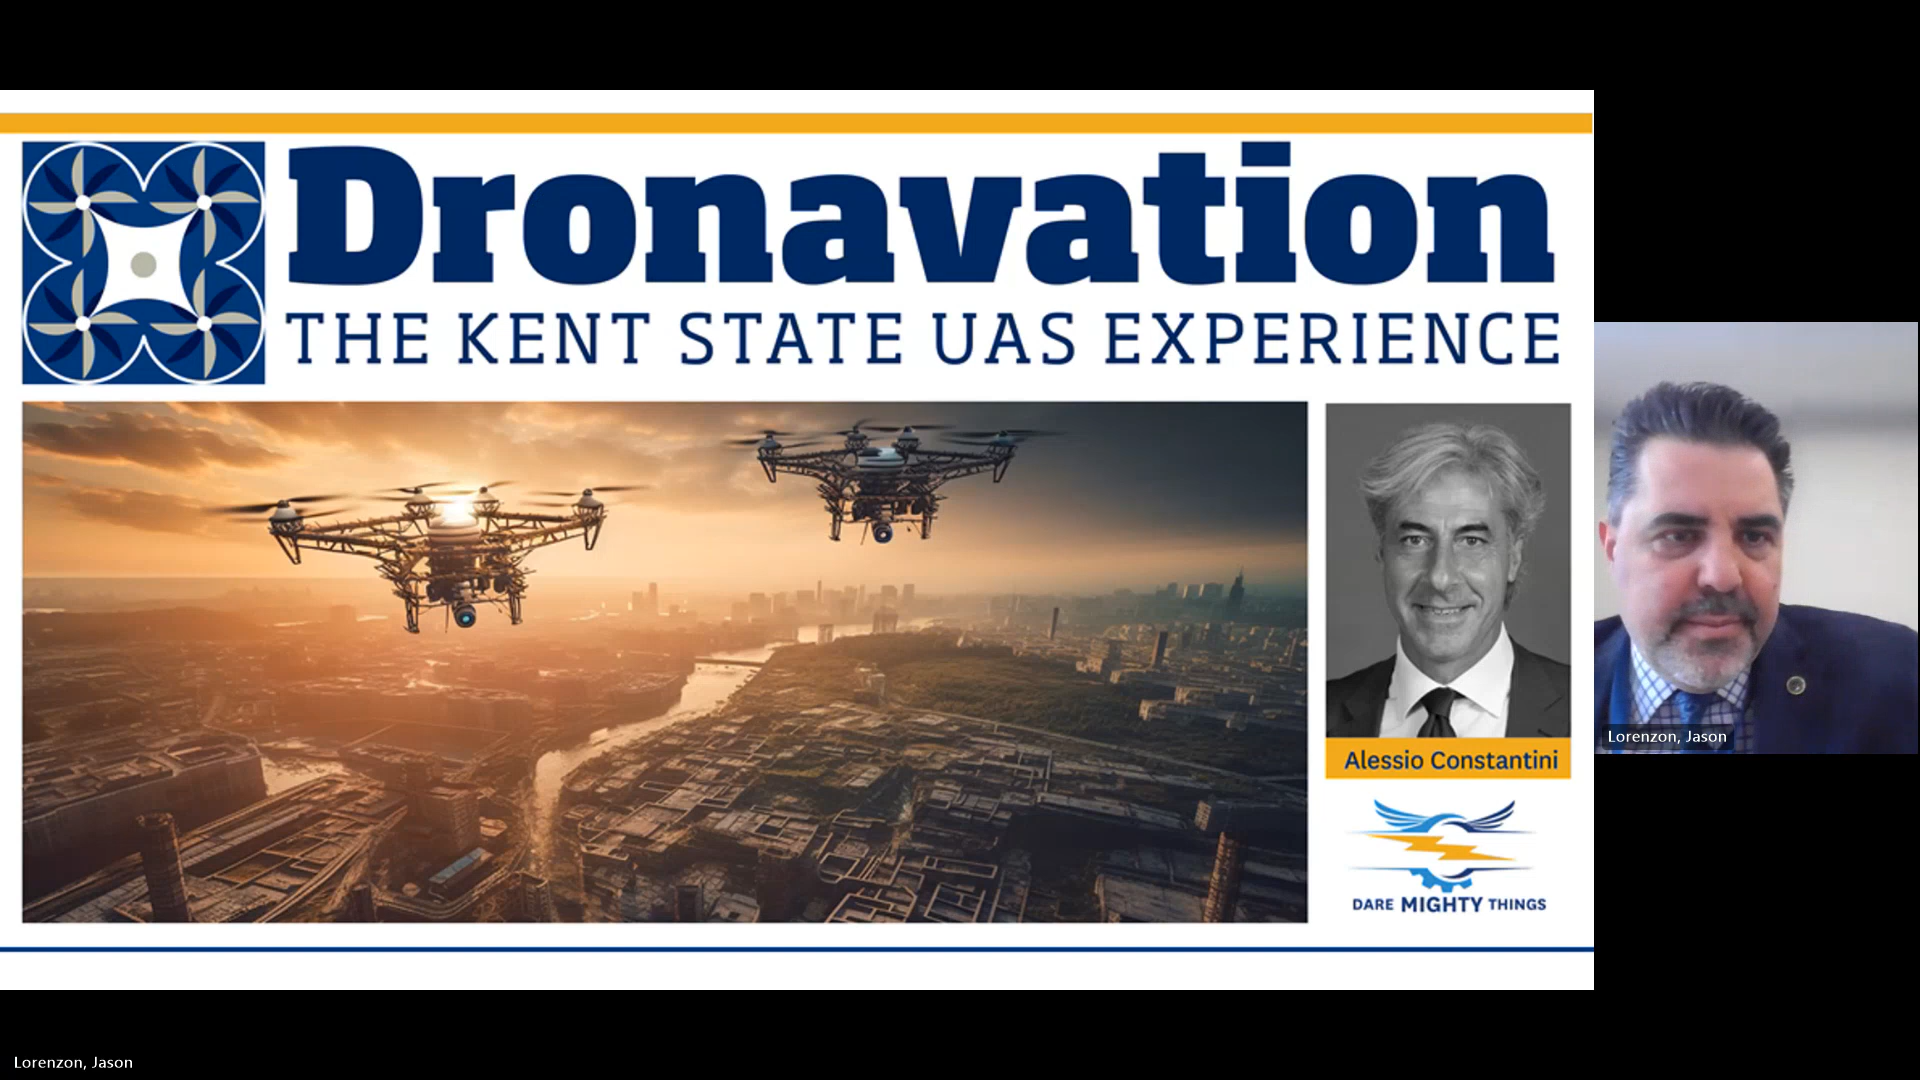 Dronavation
THE KENT STATE UAS EXPERIENCE
Alessio Constantini
DARE MIGHTY THINGS
Lorenzon, Jason
Lorenzon, Jason